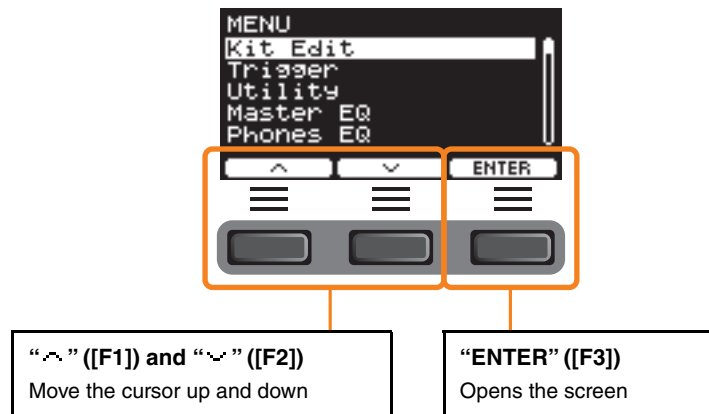 MENU
Kit Edit
Trigger
Utility
Master EQ
Phones EQ
ENTER
“ ^ ” ([F1]) and “ ⌄ ” ([F2])
Move the cursor up and down
“ENTER” ([F3])
Opens the screen